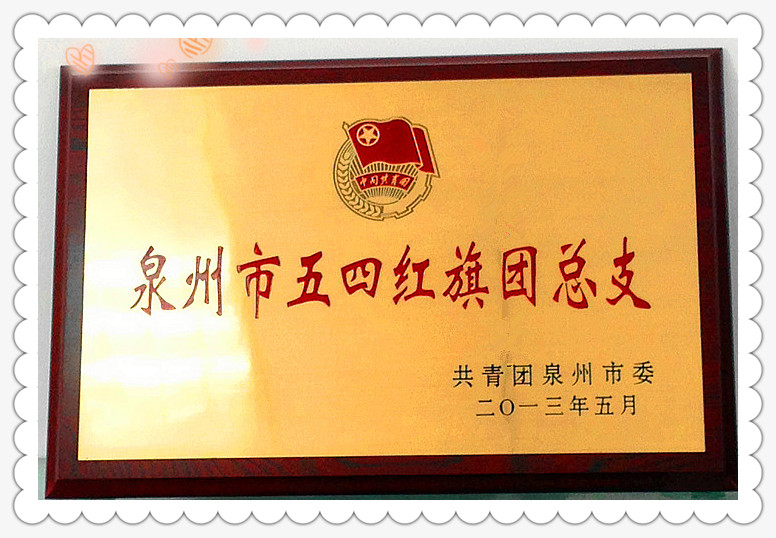 中国共青团
泉州市五四红旗团总支
共青团泉州市委
二〇一三年五月